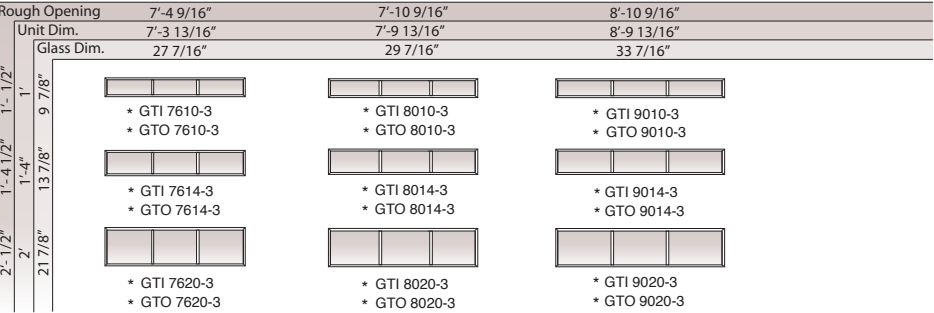 Rough Opening 7'-4 9/16" 7'-10 9/16" 8'-10 9/16"
Unit Dim. 7'-3 13/16" 7'-9 13/16" 8'-9 13/16"
Glass Dim. 27 7/16" 29 7/16" 33 7/16"
1'- 1/2" 1' 9 7/8"
* GTI 7610-3 * GTI 8010-3 * GTI 9010-3
* GTO 7610-3 * GTO 8010-3 * GTO 9010-3
1'- 4 1/2" 1'-4" 13 7/8"
* GTI 7614-3 * GTI 8014-3 * GTI 9014-3
* GTO 7614-3 * GTO 8014-3 * GTO 9014-3
2'- 1/2" 2' 21 7/8"
* GTI 7620-3 * GTI 8020-3 * GTI 9020-3
* GTO 7620-3 * GTO 8020-3 * GTO 9020-3